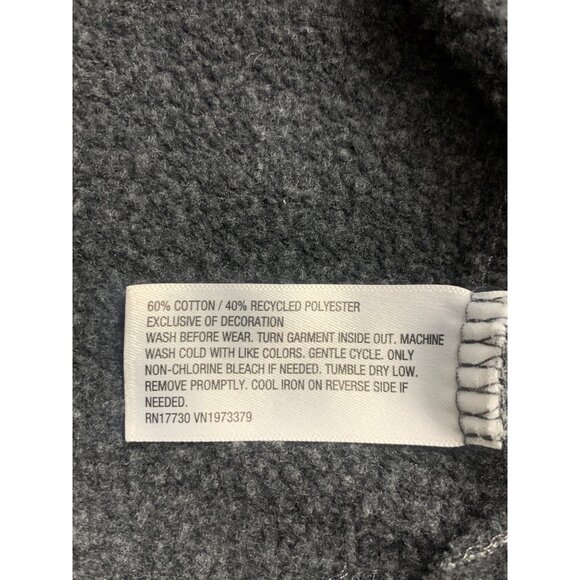 60% COTTON / 40% RECYCLED POLYESTER
EXCLUSIVE OF DECORATION
WASH BEFORE WEAR. TURN GARMENT INSIDE OUT. MACHINE
WASH COLD WITH LIKE COLORS. GENTLE CYCLE. ONLY
NON-CHLORINE BLEACH IF NEEDED. TUMBLE DRY LOW.
REMOVE PROMPTLY. COOL IRON ON REVERSE SIDE IF
NEEDED.
RN17730 VN1973379